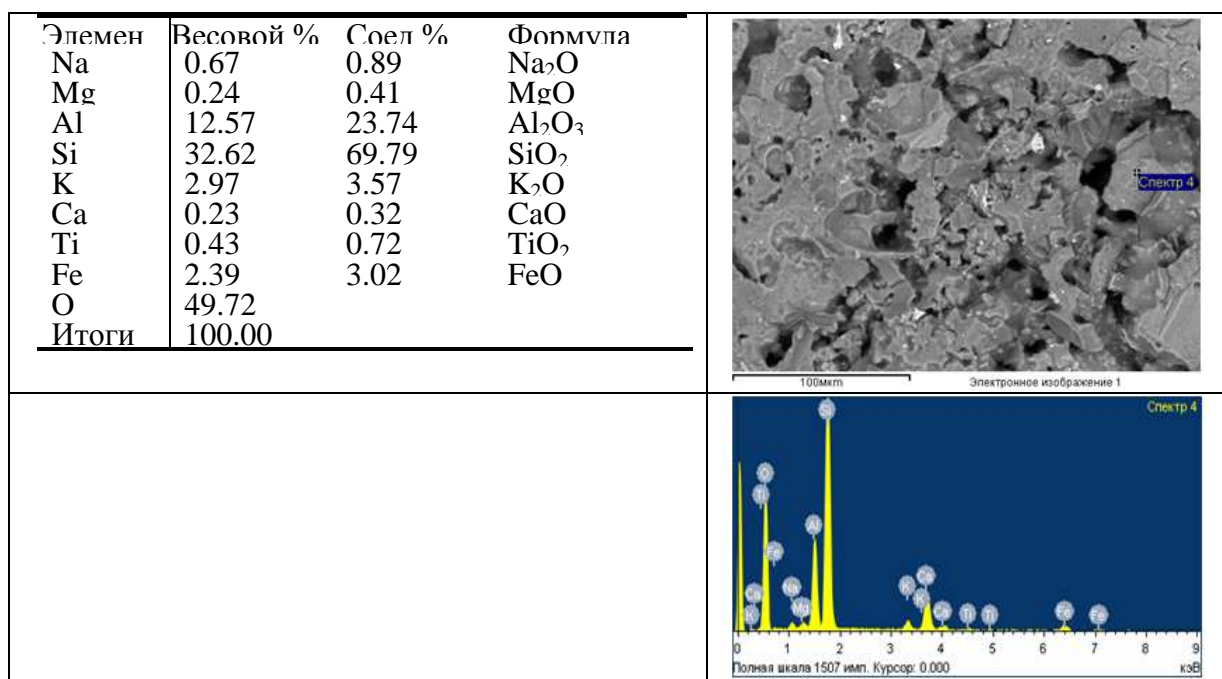 Элемен Весовой % Соед % Формула
Na 0.67 0.89 Na₂O
Mg 0.24 0.41 MgO
Al 12.57 23.74 Al₂O₃
Si 32.62 69.79 SiO₂
K 2.97 3.57 K₂O
Ca 0.23 0.32 CaO
Ti 0.43 0.72 TiO₂
Fe 2.39 3.02 FeO
O 49.72
Итоги 100.00
Спектр 4
100мкm Электронное изображение 1
Спектр 4
Si
O
Ti
Al
Fe
Ca K Na Mg K K Ca Ca Ti Ti Fe Fe
0 1 2 3 4 5 6 7 8 9
Полная шкала 1507 имп. Курсор: 0.000 кэВ